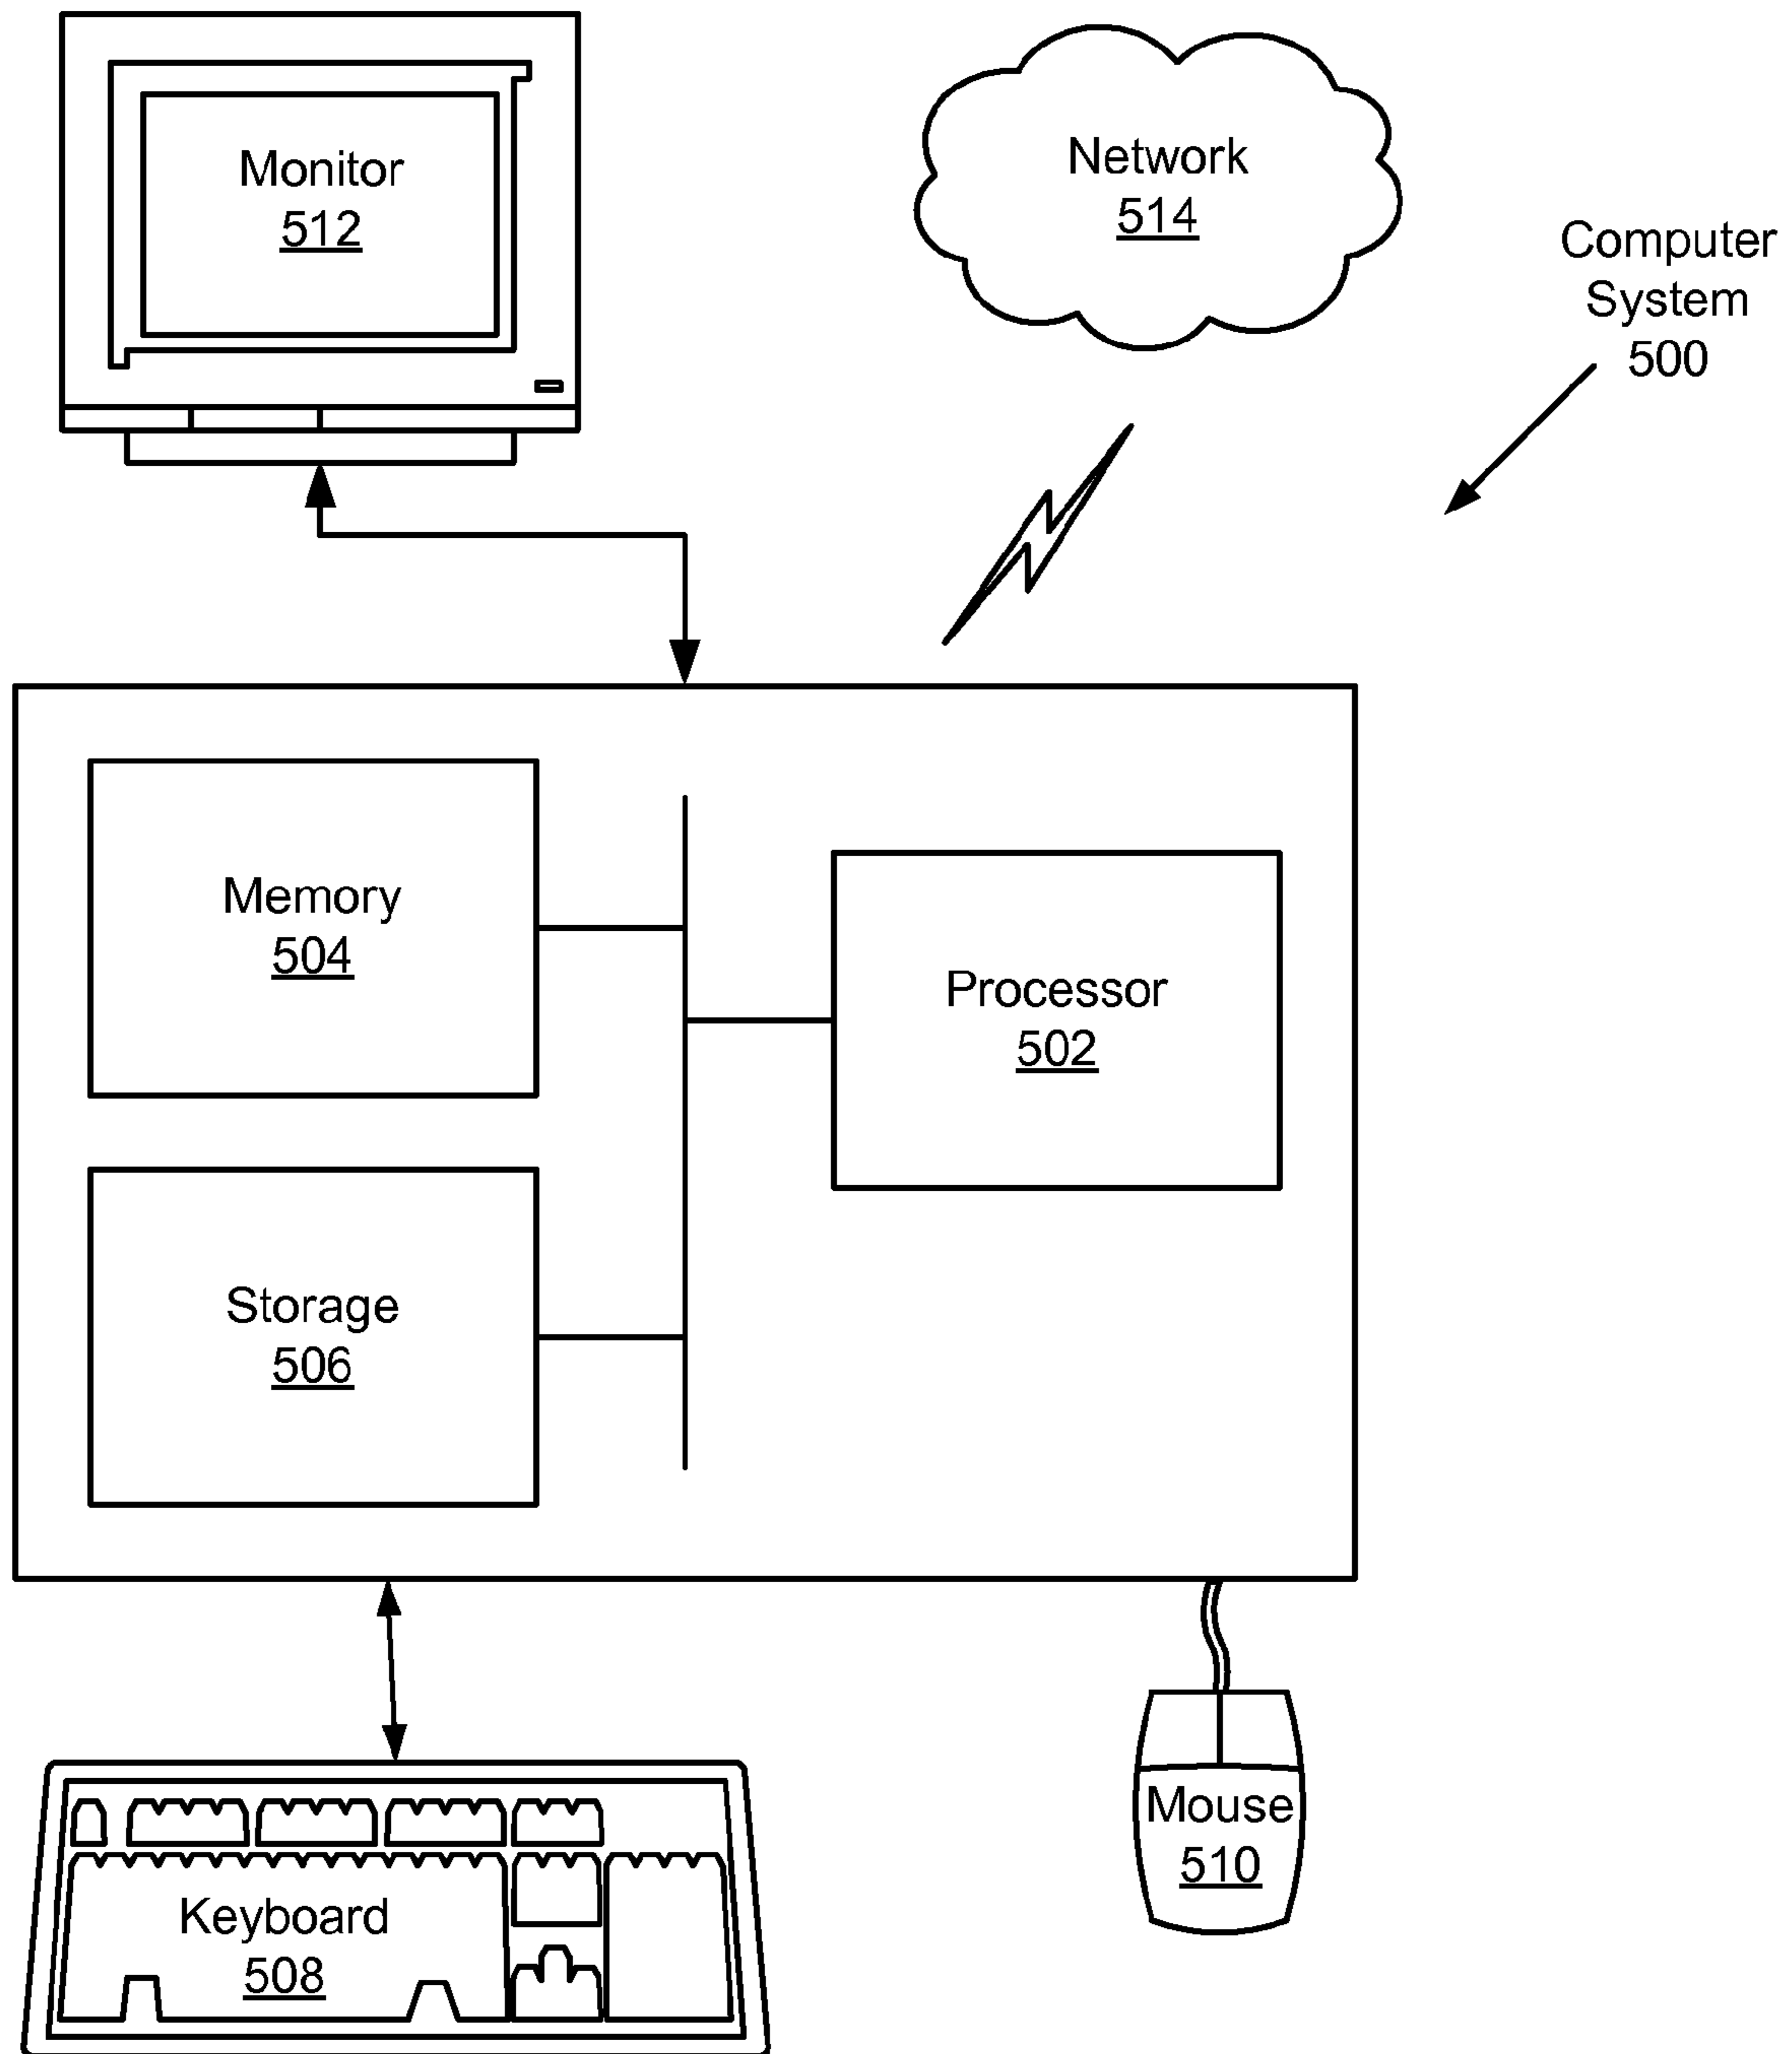 Monitor
512
Network
514
Computer
System
500
Memory
504
Processor
502
Storage
506
Mouse
510
Keyboard
508